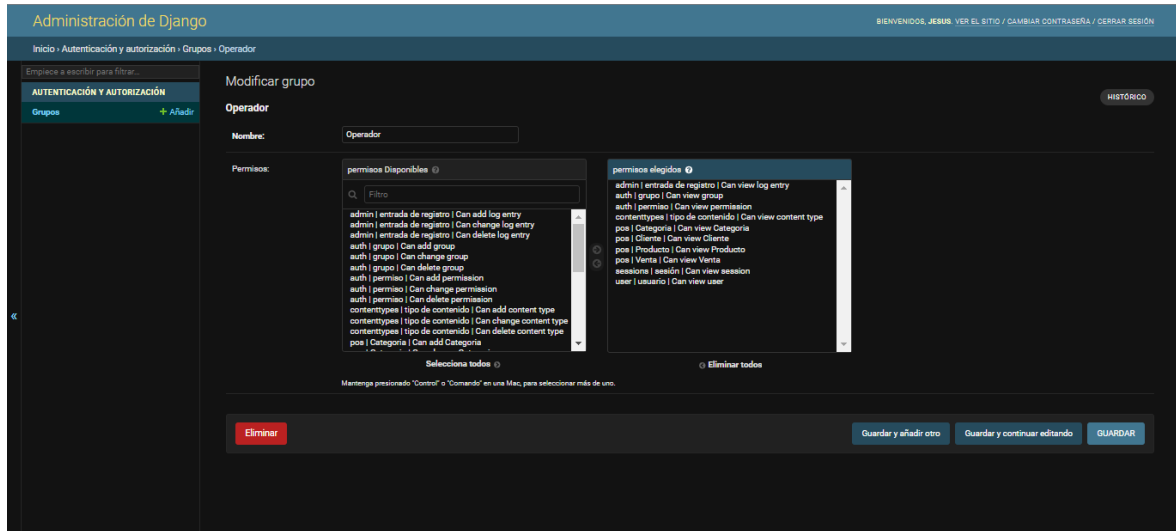 Administración de Django
BIENVENIDOS, JESUS. VER EL SITIO / CAMBIAR CONTRASEÑA / CERRAR SESIÓN
Inicio › Autenticación y autorización › Grupos › Operador
Empiece a escribir para filtrar...
AUTENTICACIÓN Y AUTORIZACIÓN
Grupos + Añadir
«
Modificar grupo
HISTÓRICO
Operador
Nombre: Operador
Permisos:
permisos Disponibles ?
Filtro
admin | entrada de registro | Can add log entry
admin | entrada de registro | Can change log entry
admin | entrada de registro | Can delete log entry
auth | grupo | Can add group
auth | grupo | Can change group
auth | grupo | Can delete group
auth | permiso | Can add permission
auth | permiso | Can change permission
auth | permiso | Can delete permission
contenttypes | tipo de contenido | Can add content type
contenttypes | tipo de contenido | Can change content type
contenttypes | tipo de contenido | Can delete content type
pos | Categoria | Can add Categoria
Selecciona todos
permisos elegidos ?
admin | entrada de registro | Can view log entry
auth | grupo | Can view group
auth | permiso | Can view permission
contenttypes | tipo de contenido | Can view content type
pos | Categoria | Can view Categoria
pos | Cliente | Can view Cliente
pos | Producto | Can view Producto
pos | Venta | Can view Venta
sessions | sesión | Can view session
user | usuario | Can view user
Eliminar todos
Mantenga presionado "Control" o "Comando" en una Mac, para seleccionar más de uno.
Eliminar
Guardar y añadir otro
Guardar y continuar editando
GUARDAR